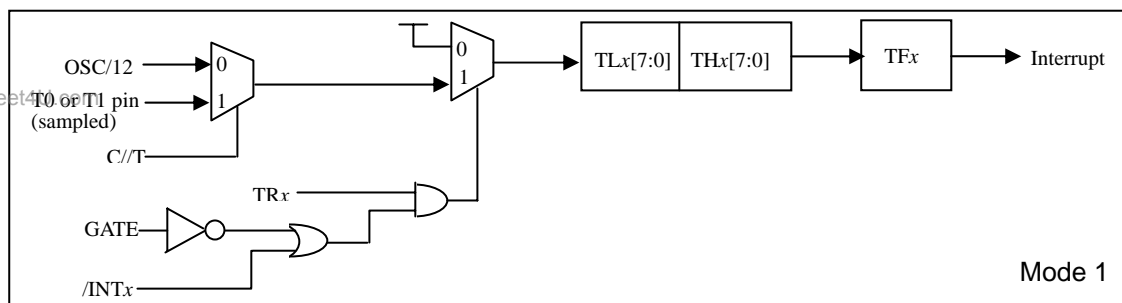 OSC/12
0
1
0
1
TLx[7:0]
THx[7:0]
TFx
Interrupt
T0 or T1 pin
(sampled)
C//T
TRx
GATE
/INTx
Mode 1